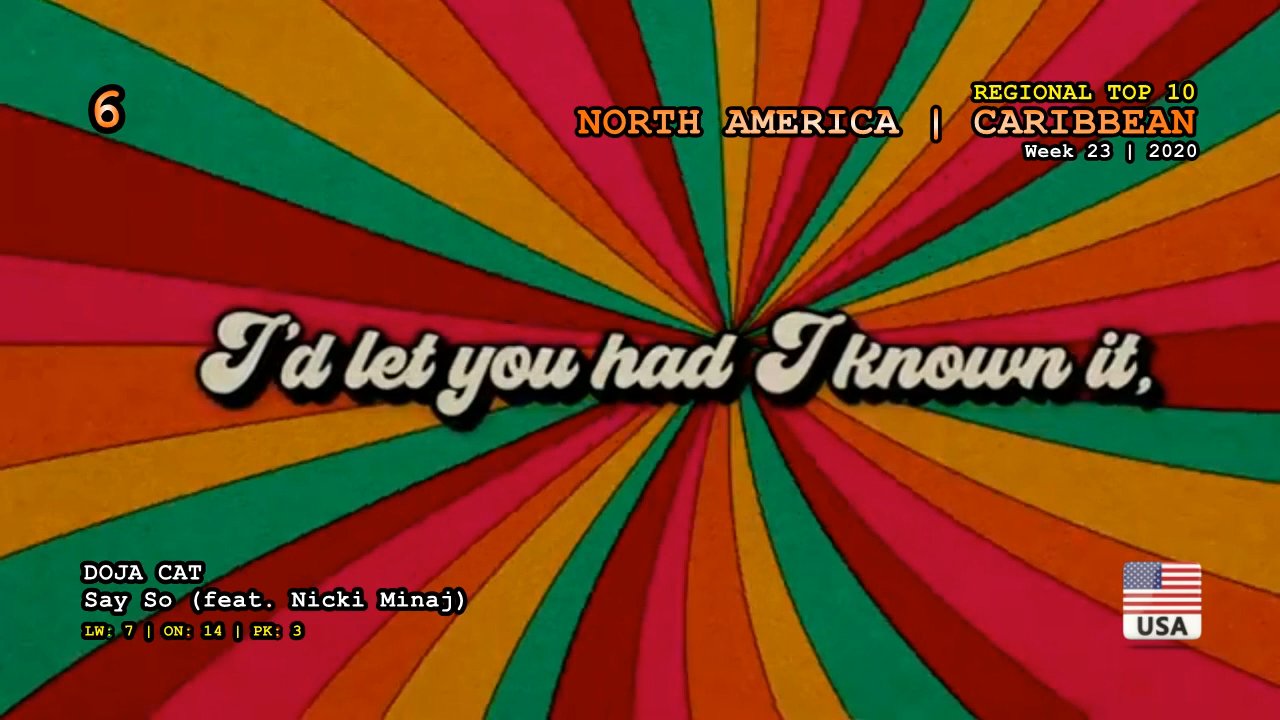 6
REGIONAL TOP 10
NORTH AMERICA | CARIBBEAN
Week 23 | 2020
I'd let you had I known it,
DOJA CAT
Say So (feat. Nicki Minaj)
LW: 7 | ON: 14 | PK: 3
USA